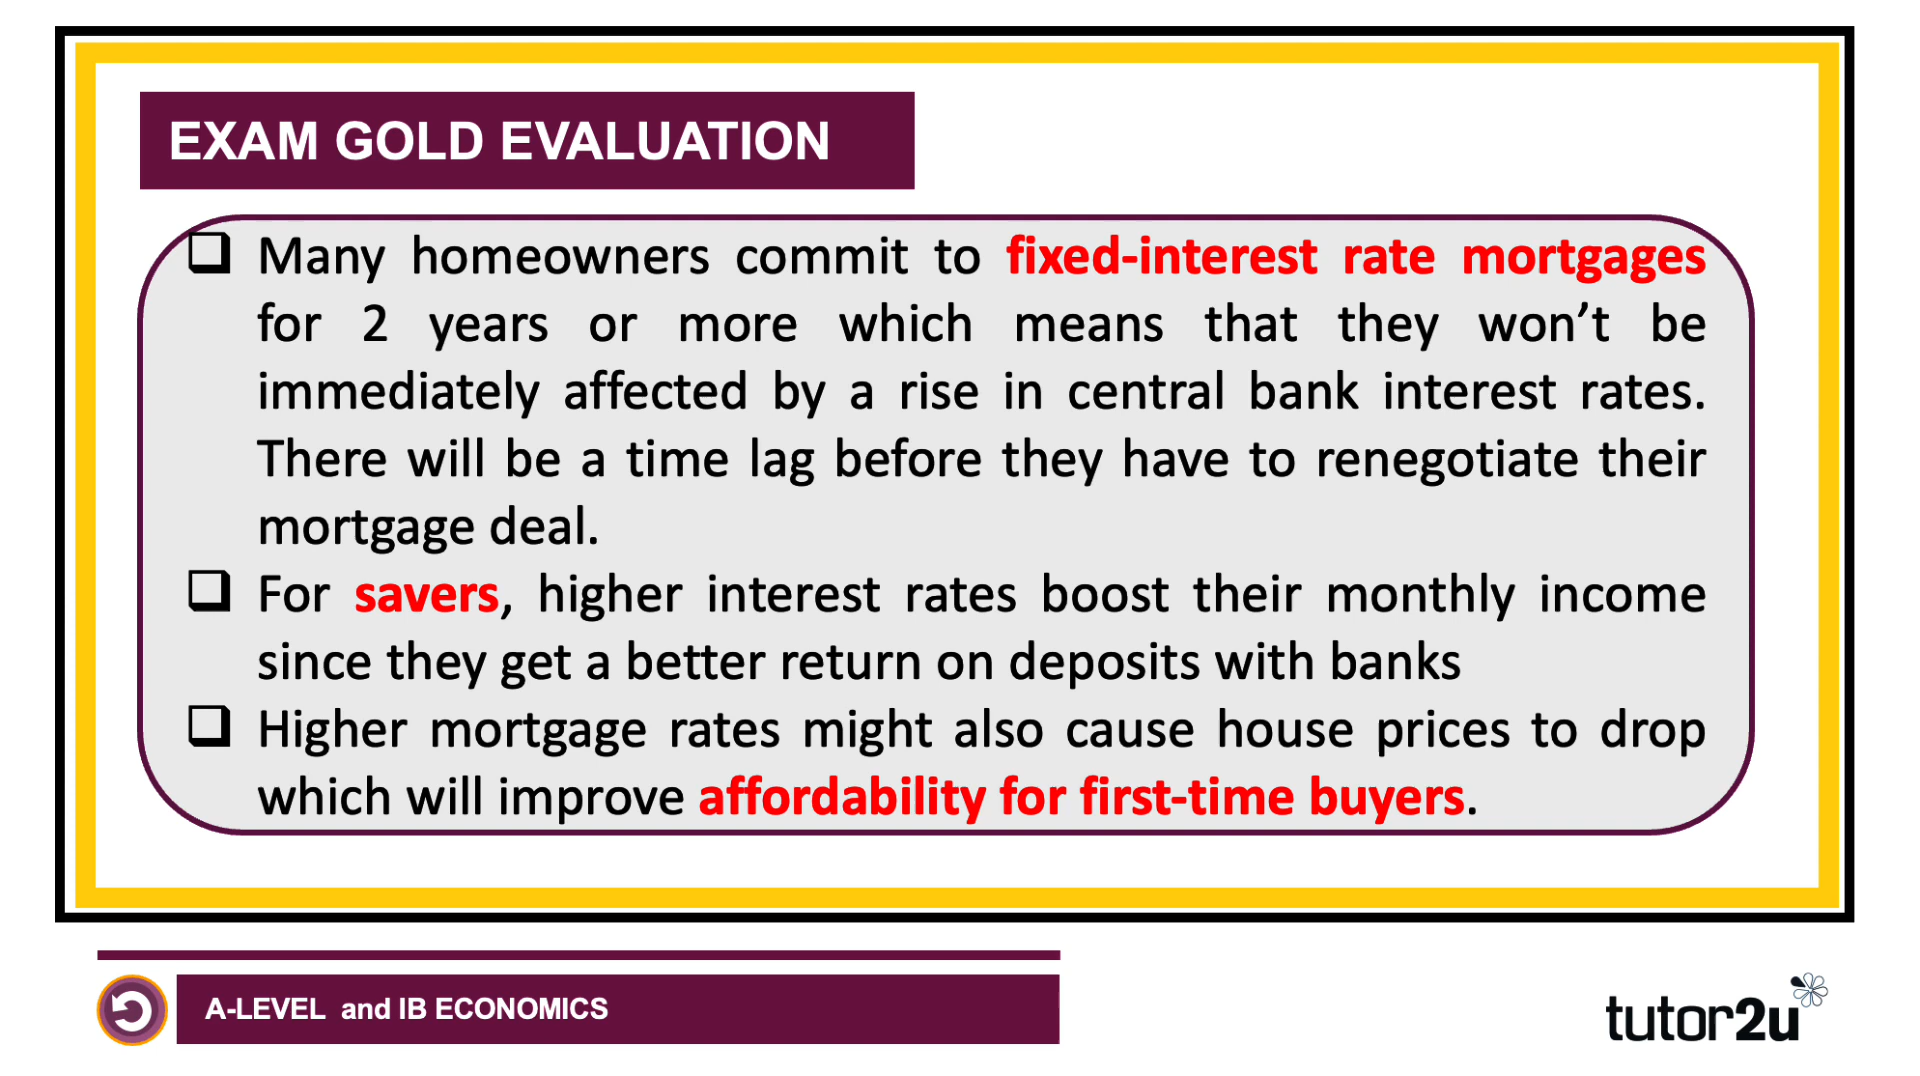 EXAM GOLD EVALUATION
❑ Many homeowners commit to fixed-interest rate mortgages
for 2 years or more which means that they won’t be
immediately affected by a rise in central bank interest rates.
There will be a time lag before they have to renegotiate their
mortgage deal.
❑ For savers, higher interest rates boost their monthly income
since they get a better return on deposits with banks
❑ Higher mortgage rates might also cause house prices to drop
which will improve affordability for first-time buyers.
A-LEVEL and IB ECONOMICS
tutor2u